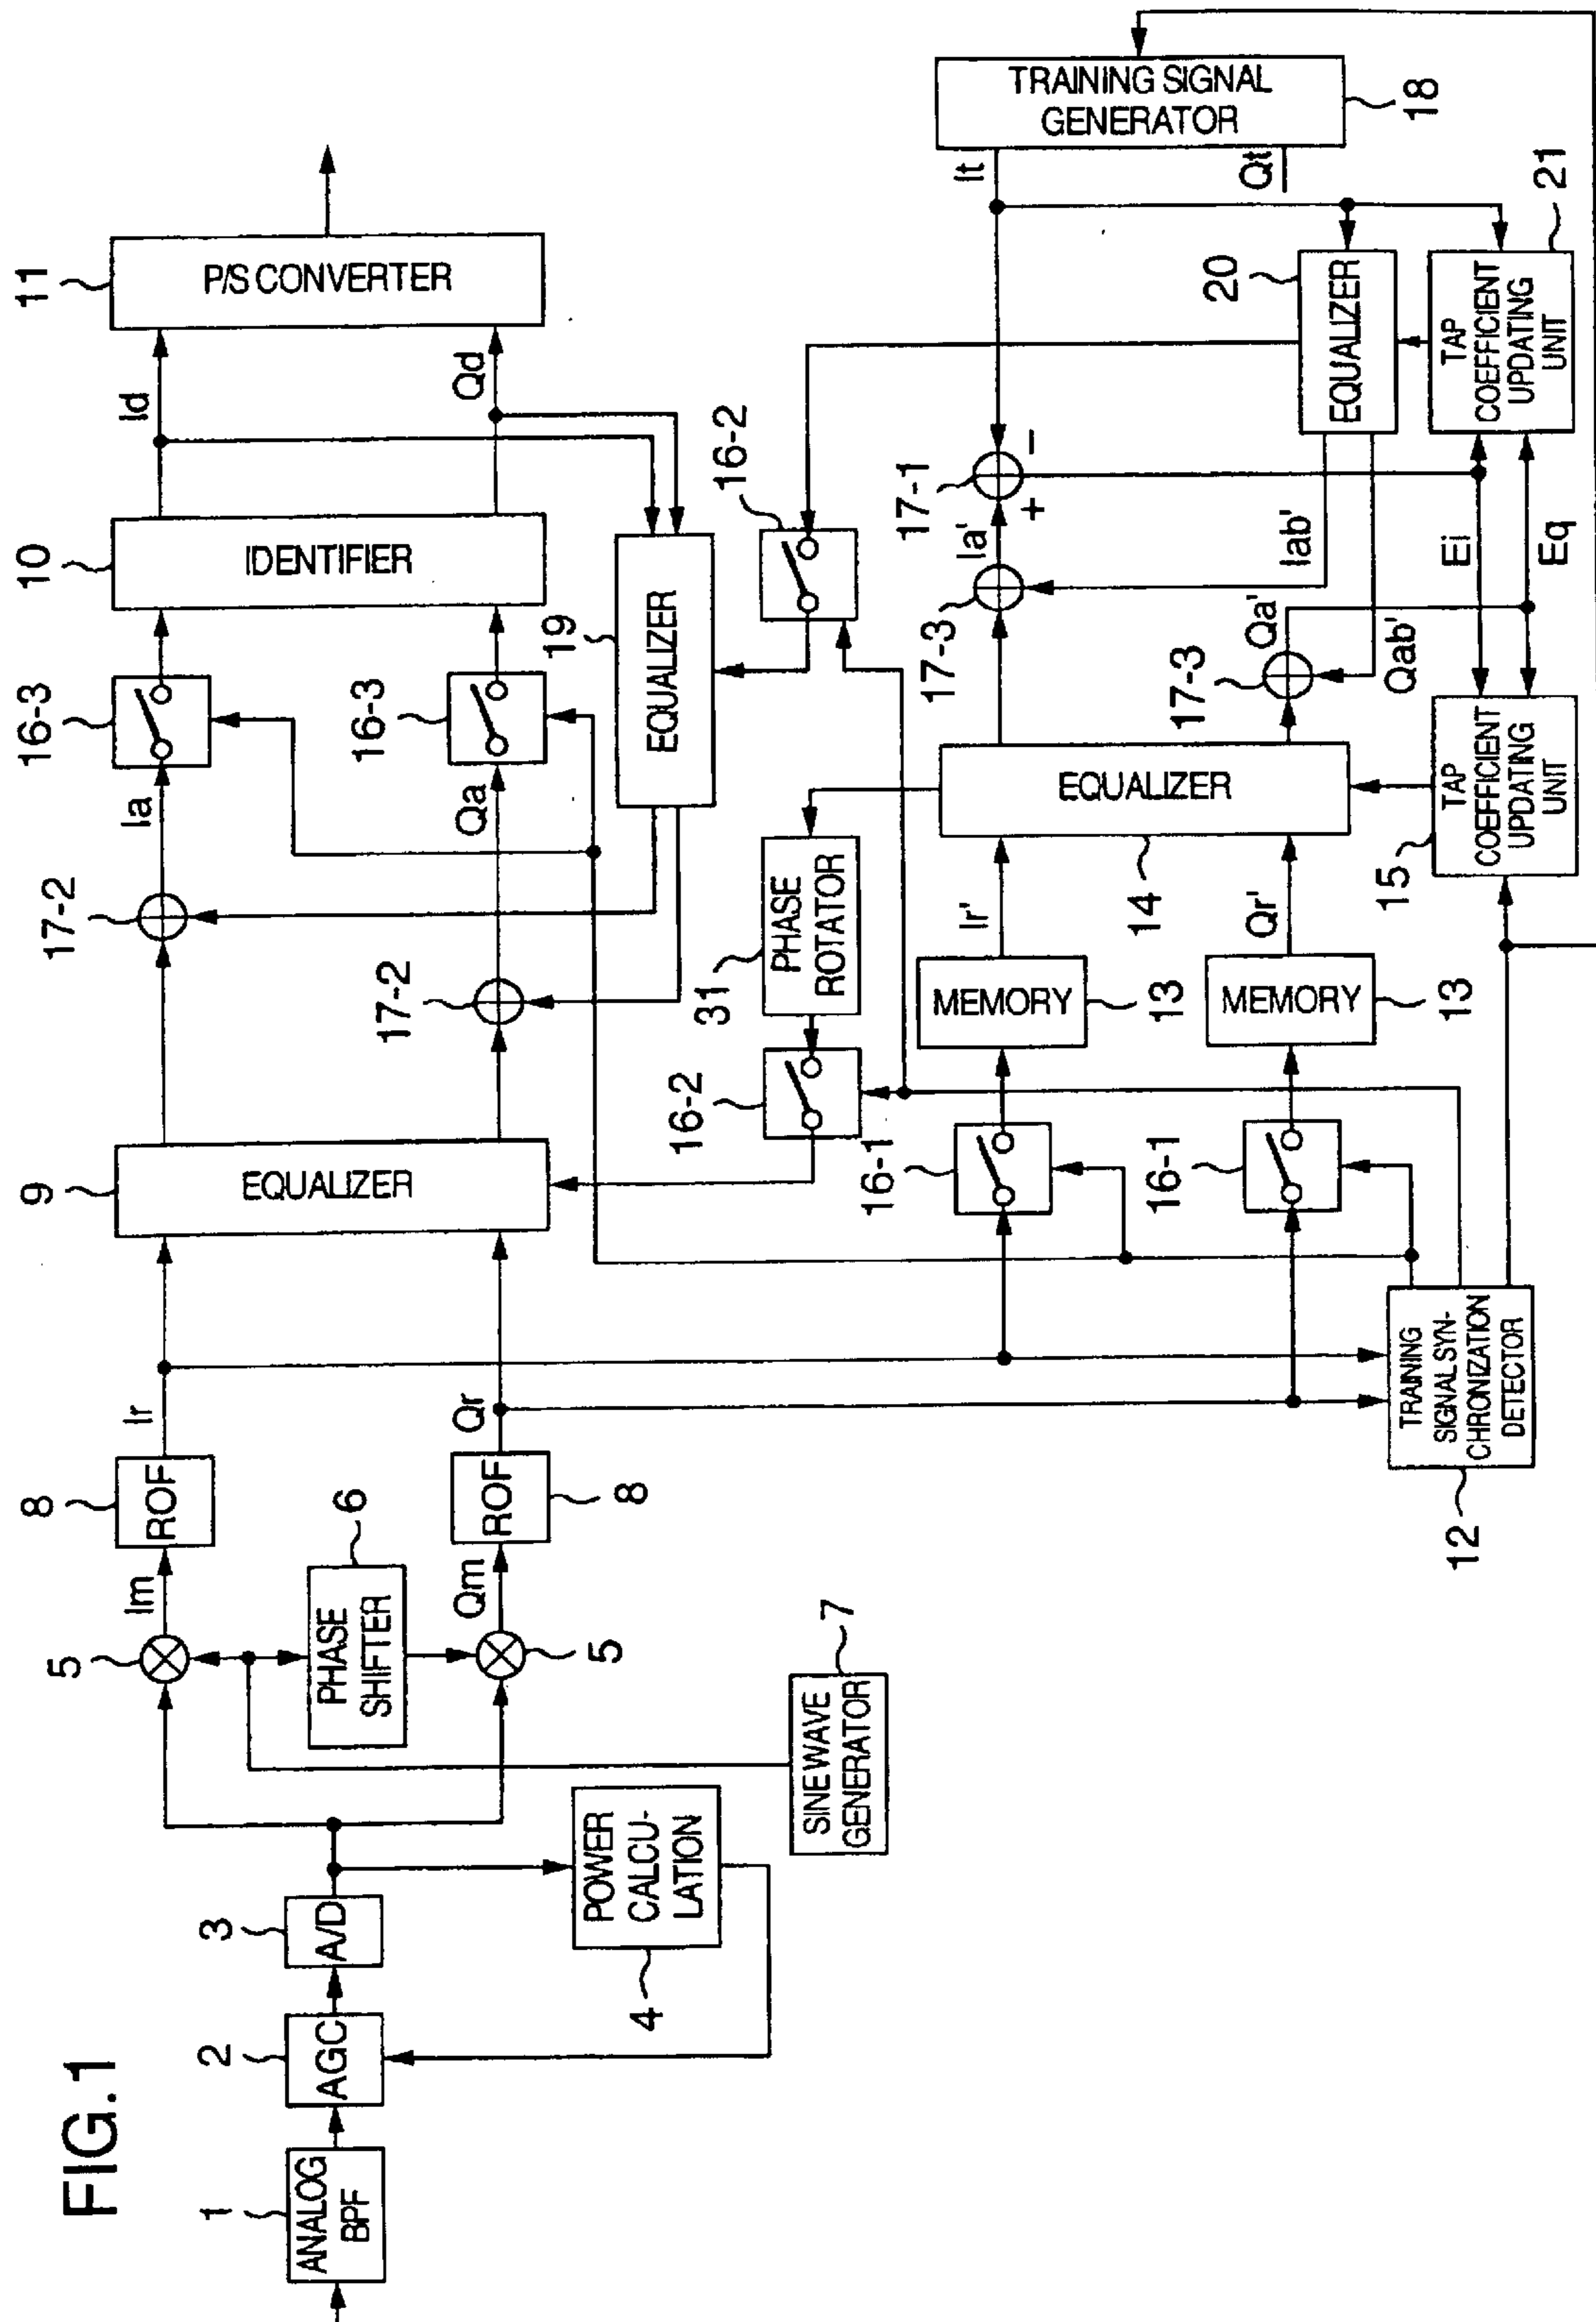 FIG.1
1
ANALOG
BPF
2
AGC
3
A/D
4
POWER
CALCU-
LATION
5
Im
5
Qm
PHASE
SHIFTER
6
SINEWAVE
GENERATOR
7
8
ROF
Ir
ROF
8
Qr
9
EQUALIZER
17-2
17-2
Ia
Qa
16-3
16-3
10
IDENTIFIER
19
EQUALIZER
Id
Qd
11
P/S CONVERTER
16-2
16-2
31
PHASE
ROTATOR
12
TRAINING
SIGNAL SYN-
CHRONIZATION
DETECTOR
16-1
16-1
MEMORY
13
MEMORY
13
Ir'
Qr'
14
EQUALIZER
15
TAP
COEFFICIENT
UPDATING
UNIT
17-3
17-3
Ia'
Qa'
17-1
+
-
Iab'
Qab'
Ei
Eq
20
EQUALIZER
TAP
COEFFICIENT
UPDATING
UNIT
21
It
Qt
TRAINING SIGNAL
GENERATOR
18